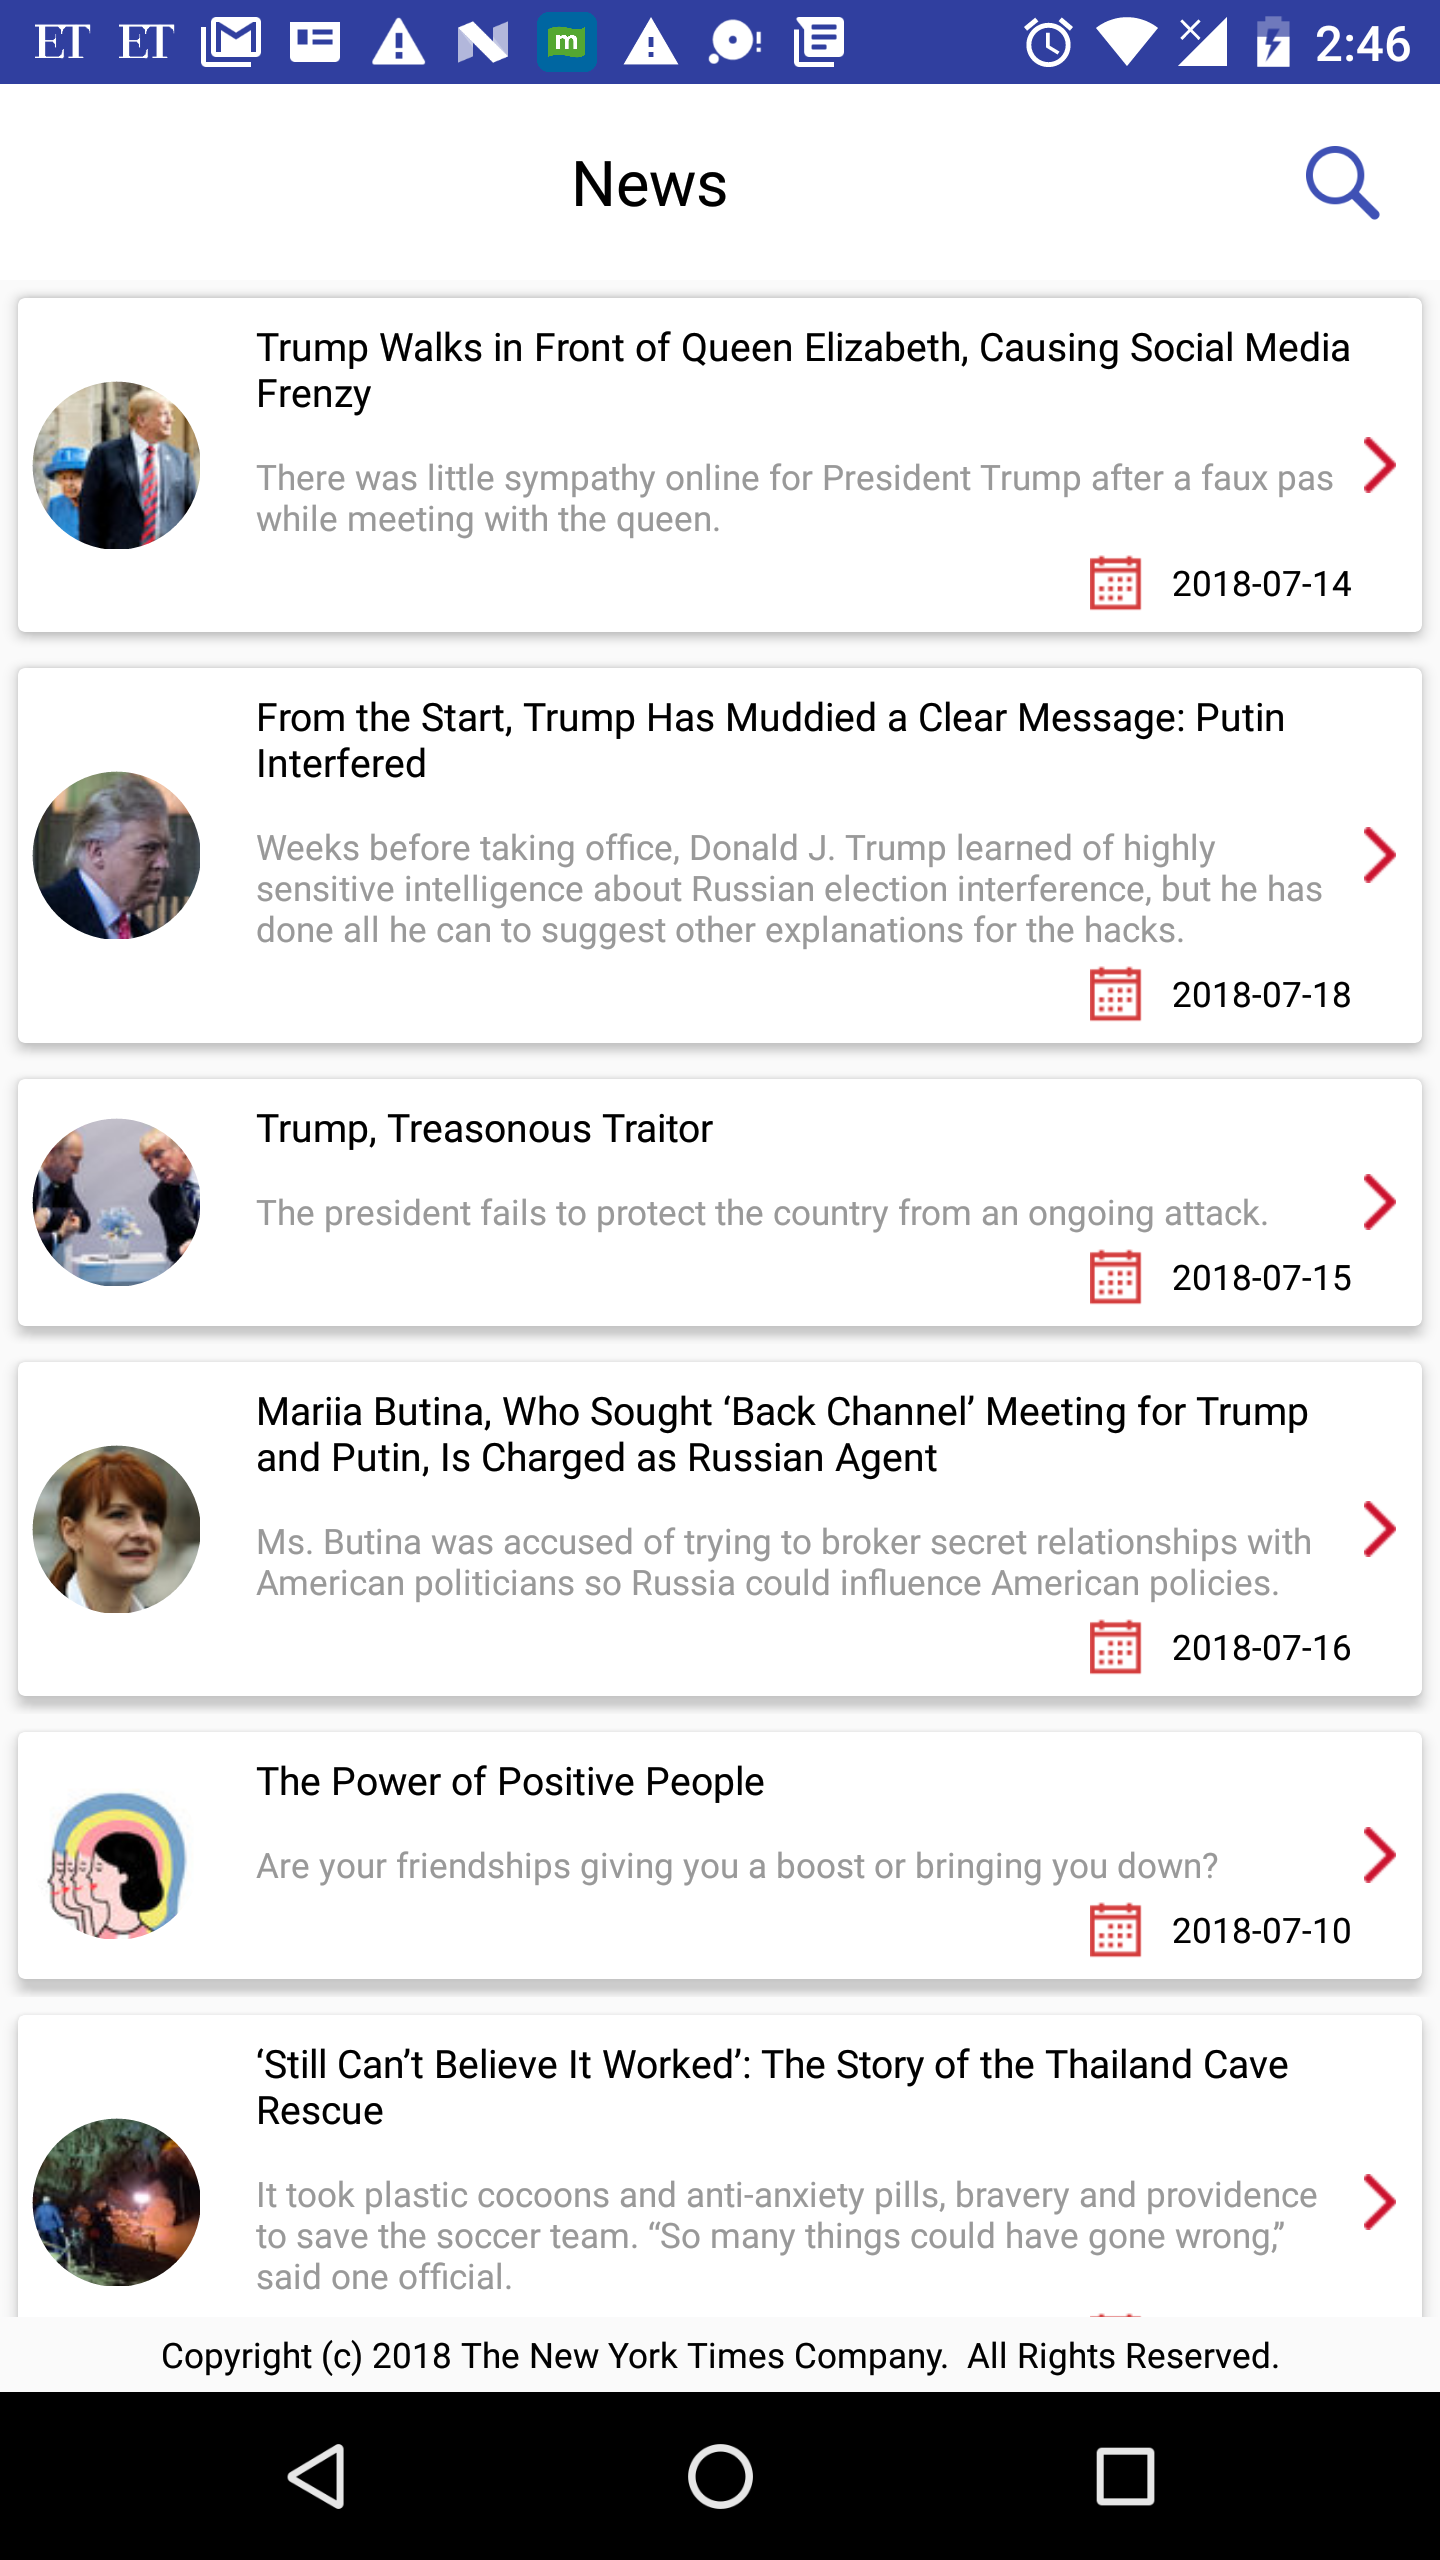 ET ET m 2:46
News
Trump Walks in Front of Queen Elizabeth, Causing Social Media
Frenzy
There was little sympathy online for President Trump after a faux pas
while meeting with the queen.
2018-07-14
From the Start, Trump Has Muddied a Clear Message: Putin
Interfered
Weeks before taking office, Donald J. Trump learned of highly
sensitive intelligence about Russian election interference, but he has
done all he can to suggest other explanations for the hacks.
2018-07-18
Trump, Treasonous Traitor
The president fails to protect the country from an ongoing attack.
2018-07-15
Mariia Butina, Who Sought ‘Back Channel’ Meeting for Trump
and Putin, Is Charged as Russian Agent
Ms. Butina was accused of trying to broker secret relationships with
American politicians so Russia could influence American policies.
2018-07-16
The Power of Positive People
Are your friendships giving you a boost or bringing you down?
2018-07-10
‘Still Can’t Believe It Worked’: The Story of the Thailand Cave
Rescue
It took plastic cocoons and anti-anxiety pills, bravery and providence
to save the soccer team. “So many things could have gone wrong,”
said one official.
Copyright (c) 2018 The New York Times Company.  All Rights Reserved.